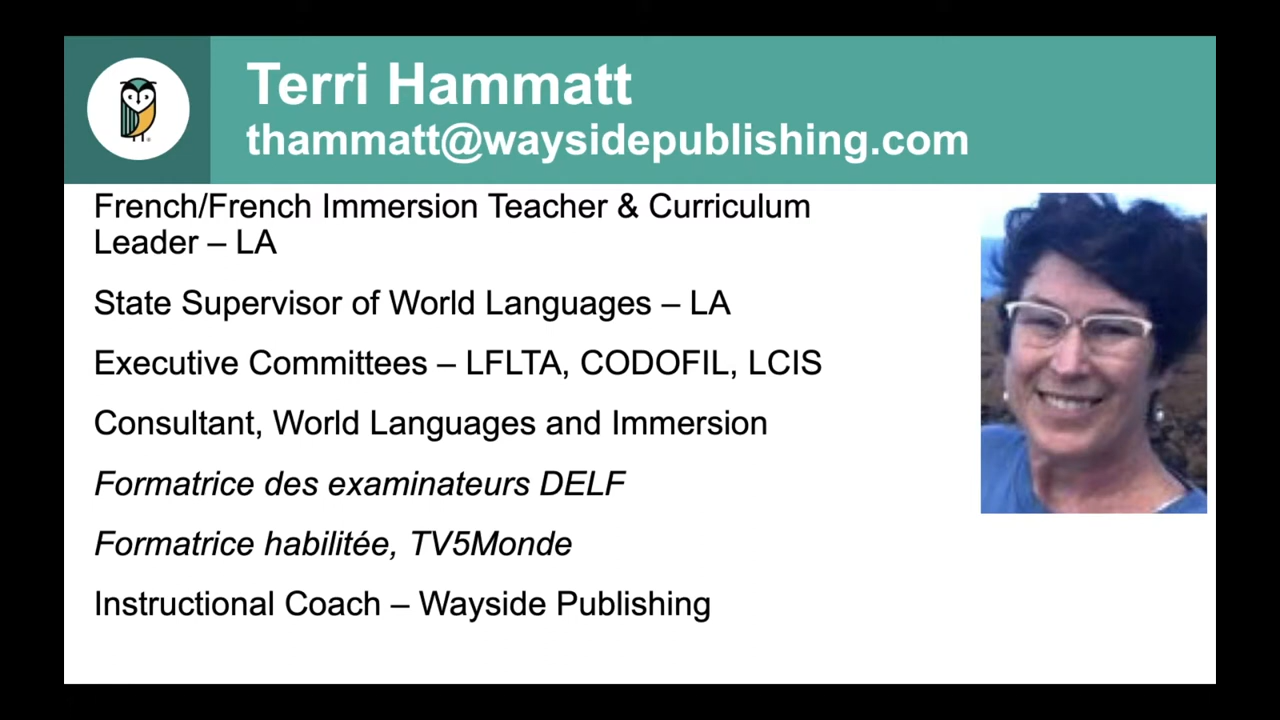 Terri Hammatt
thammatt@waysidepublishing.com
French/French Immersion Teacher & Curriculum
Leader – LA
State Supervisor of World Languages – LA
Executive Committees – LFLTA, CODOFIL, LCIS
Consultant, World Languages and Immersion
Formatrice des examinateurs DELF
Formatrice habilitée, TV5Monde
Instructional Coach – Wayside Publishing